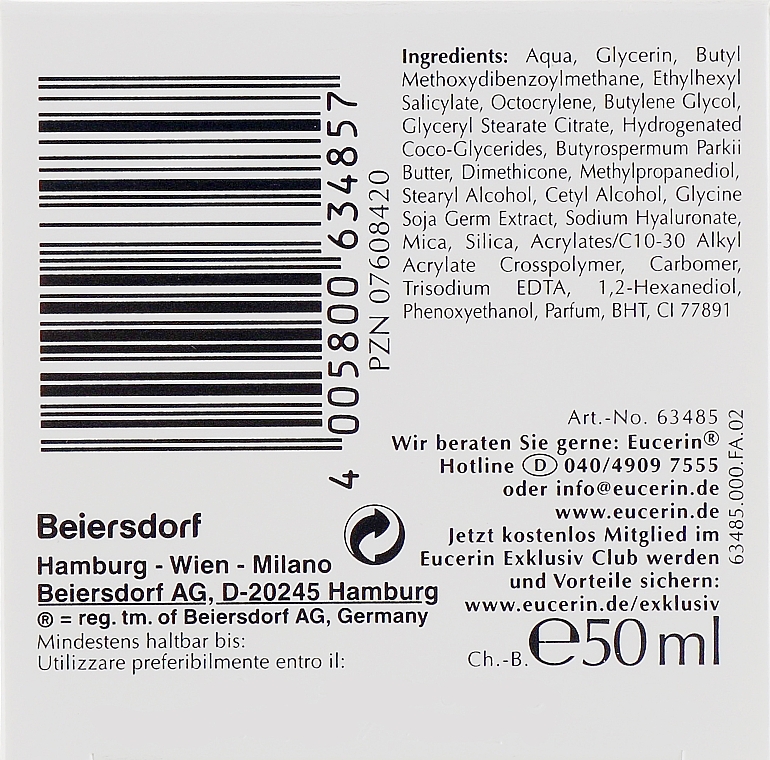 Ingredients: Aqua, Glycerin, Butyl
Methoxydibenzoylmethane, Ethylhexyl
Salicylate, Octocrylene, Butylene Glycol,
Glyceryl Stearate Citrate, Hydrogenated
Coco-Glycerides, Butyrospermum Parkii
Butter, Dimethicone, Methylpropanediol,
Stearyl Alcohol, Cetyl Alcohol, Glycine
Soja Germ Extract, Sodium Hyaluronate,
Mica, Silica, Acrylates/C10-30 Alkyl
Acrylate Crosspolymer, Carbomer,
Trisodium EDTA, 1,2-Hexanediol,
Phenoxyethanol, Parfum, BHT, CI 77891
4 005800 634857
PZN 07608420
Art.-No. 63485
Wir beraten Sie gerne: Eucerin®
Hotline D 040/4909 7555
oder info@eucerin.de
www.eucerin.de
Jetzt kostenlos Mitglied im
Eucerin Exklusiv Club werden
und Vorteile sichern:
www.eucerin.de/exklusiv
63485.000.FA.02
Beiersdorf
Hamburg - Wien - Milano
Beiersdorf AG, D-20245 Hamburg
® = reg. tm. of Beiersdorf AG, Germany
Mindestens haltbar bis:
Utilizzare preferibilmente entro il:
Ch.-B. ℮50 ml